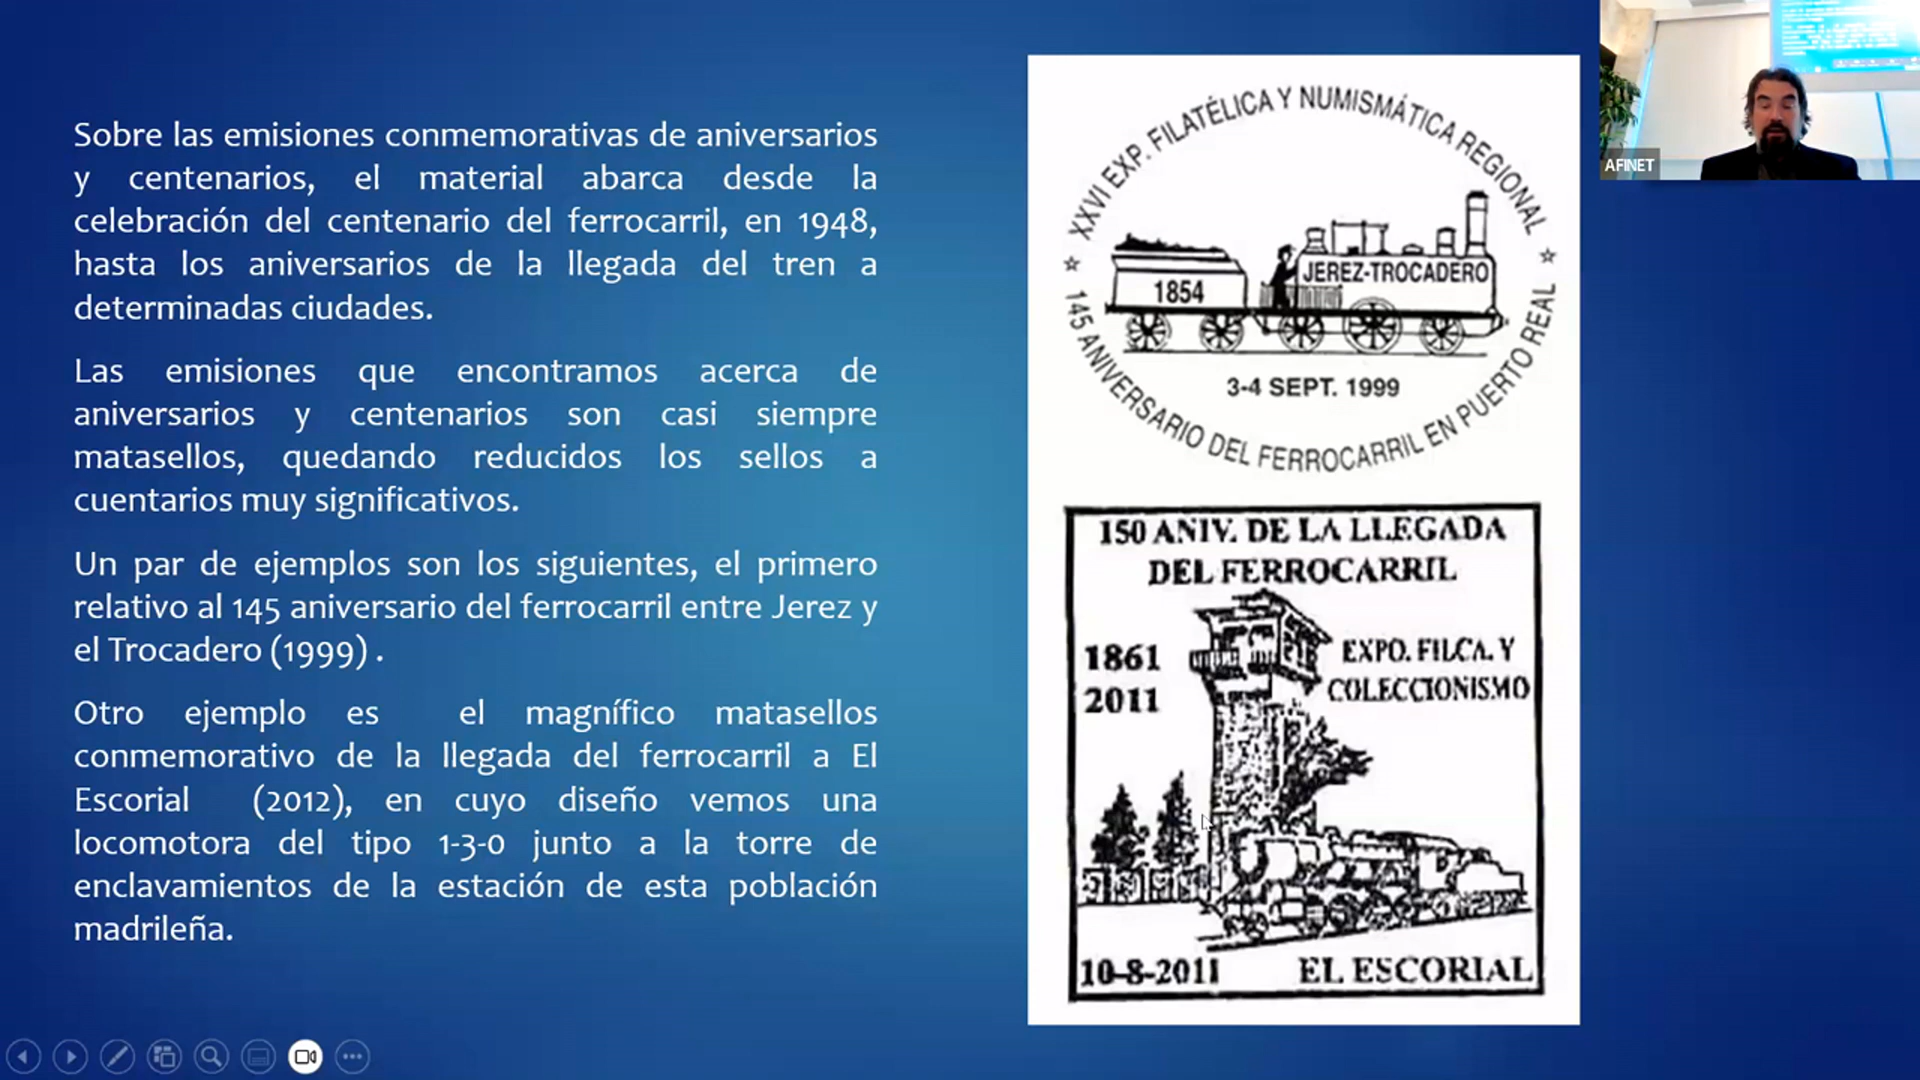 Sobre las emisiones conmemorativas de aniversarios
y centenarios, el material abarca desde la
celebración del centenario del ferrocarril, en 1948,
hasta los aniversarios de la llegada del tren a
determinadas ciudades.
Las emisiones que encontramos acerca de
aniversarios y centenarios son casi siempre
matasellos, quedando reducidos los sellos a
cuentarios muy significativos.
Un par de ejemplos son los siguientes, el primero
relativo al 145 aniversario del ferrocarril entre Jerez y
el Trocadero (1999) .
Otro ejemplo es el magnífico matasellos
conmemorativo de la llegada del ferrocarril a El
Escorial (2012), en cuyo diseño vemos una
locomotora del tipo 1-3-0 junto a la torre de
enclavamientos de la estación de esta población
madrileña.
XXVI EXP. FILATÉLICA Y NUMISMÁTICA REGIONAL
JEREZ-TROCADERO
1854
3-4 SEPT. 1999
145 ANIVERSARIO DEL FERROCARRIL EN PUERTO REAL
150 ANIV. DE LA LLEGADA
DEL FERROCARRIL
1861
2011
EXPO. FILCA. Y
COLECCIONISMO
10-8-2011 EL ESCORIAL
AFINET